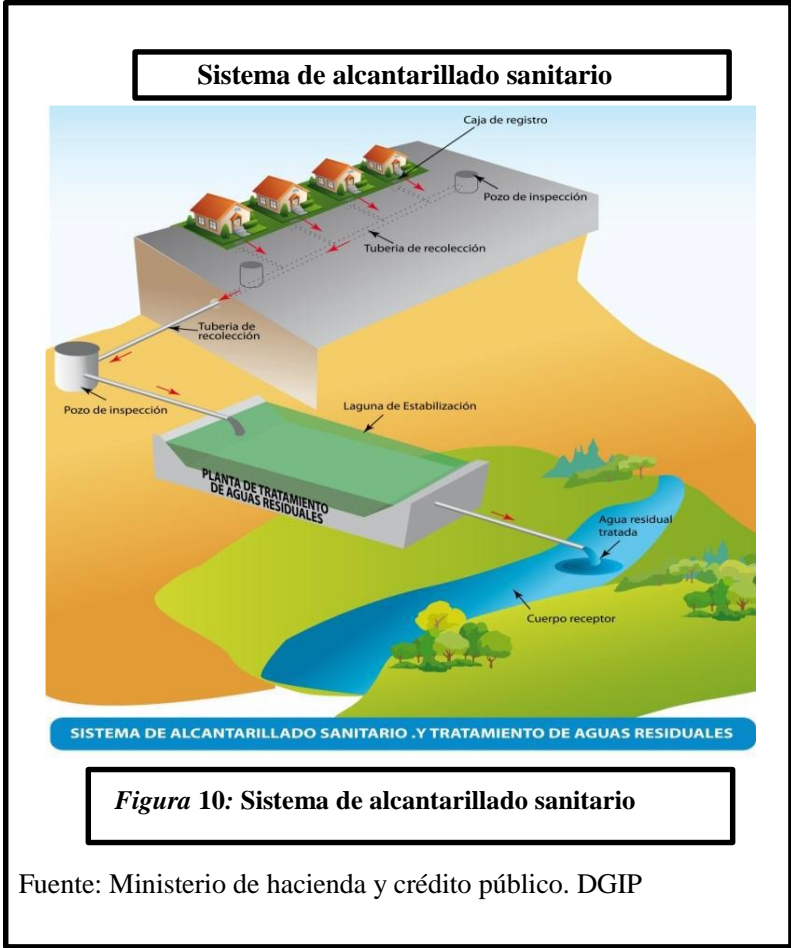 Sistema de alcantarillado sanitario
Caja de registro
Pozo de inspección
Tuberia de recolección
Tuberia de
recolección
Pozo de inspección
Laguna de Estabilización
PLANTA DE TRATAMIENTO
DE AGUAS RESIDUALES
Agua residual
tratada
Cuerpo receptor
SISTEMA DE ALCANTARILLADO SANITARIO .Y TRATAMIENTO DE AGUAS RESIDUALES
Figura 10: Sistema de alcantarillado sanitario
Fuente: Ministerio de hacienda y crédito público. DGIP